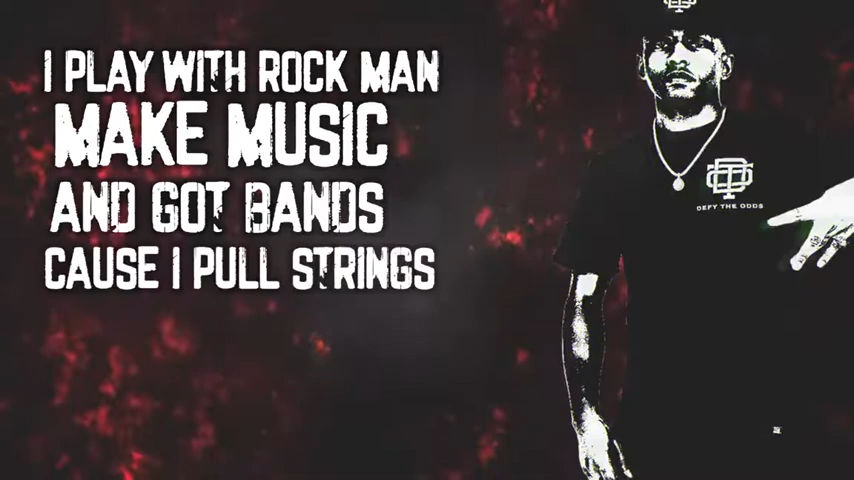 I PLAY WITH ROCK MAN
MAKE MUSIC
AND GOT BANDS
CAUSE I PULL STRINGS
DEFY THE ODDS